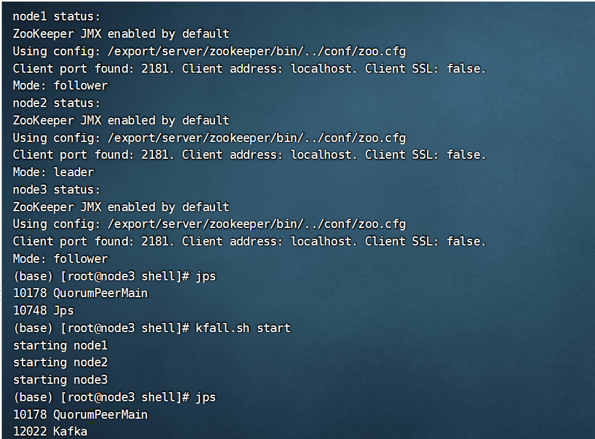 node1 status:
ZooKeeper JMX enabled by default
Using config: /export/server/zookeeper/bin/../conf/zoo.cfg
Client port found: 2181. Client address: localhost. Client SSL: false.
Mode: follower
node2 status:
ZooKeeper JMX enabled by default
Using config: /export/server/zookeeper/bin/../conf/zoo.cfg
Client port found: 2181. Client address: localhost. Client SSL: false.
Mode: leader
node3 status:
ZooKeeper JMX enabled by default
Using config: /export/server/zookeeper/bin/../conf/zoo.cfg
Client port found: 2181. Client address: localhost. Client SSL: false.
Mode: follower
(base) [root@node3 shell]# jps
10178 QuorumPeerMain
10748 Jps
(base) [root@node3 shell]# kfall.sh start
starting node1
starting node2
starting node3
(base) [root@node3 shell]# jps
10178 QuorumPeerMain
12022 Kafka